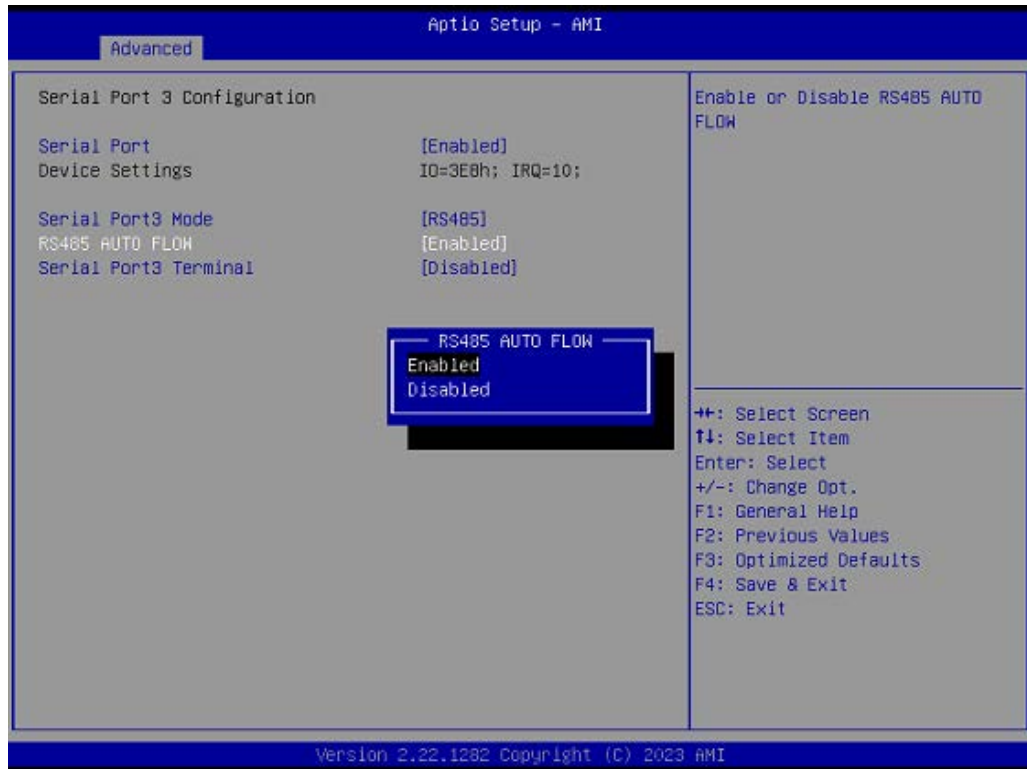 Aptio Setup - AMI
Advanced
Serial Port 3 Configuration
Serial Port [Enabled]
Device Settings IO=3E8h; IRQ=10;
Serial Port3 Mode [RS485]
RS485 AUTO FLOW [Enabled]
Serial Port3 Terminal [Disabled]
RS485 AUTO FLOW
Enabled
Disabled
Enable or Disable RS485 AUTO
FLOW
→←: Select Screen
↑↓: Select Item
Enter: Select
+/-: Change Opt.
F1: General Help
F2: Previous Values
F3: Optimized Defaults
F4: Save & Exit
ESC: Exit
Version 2.22.1282 Copyright (C) 2023 AMI